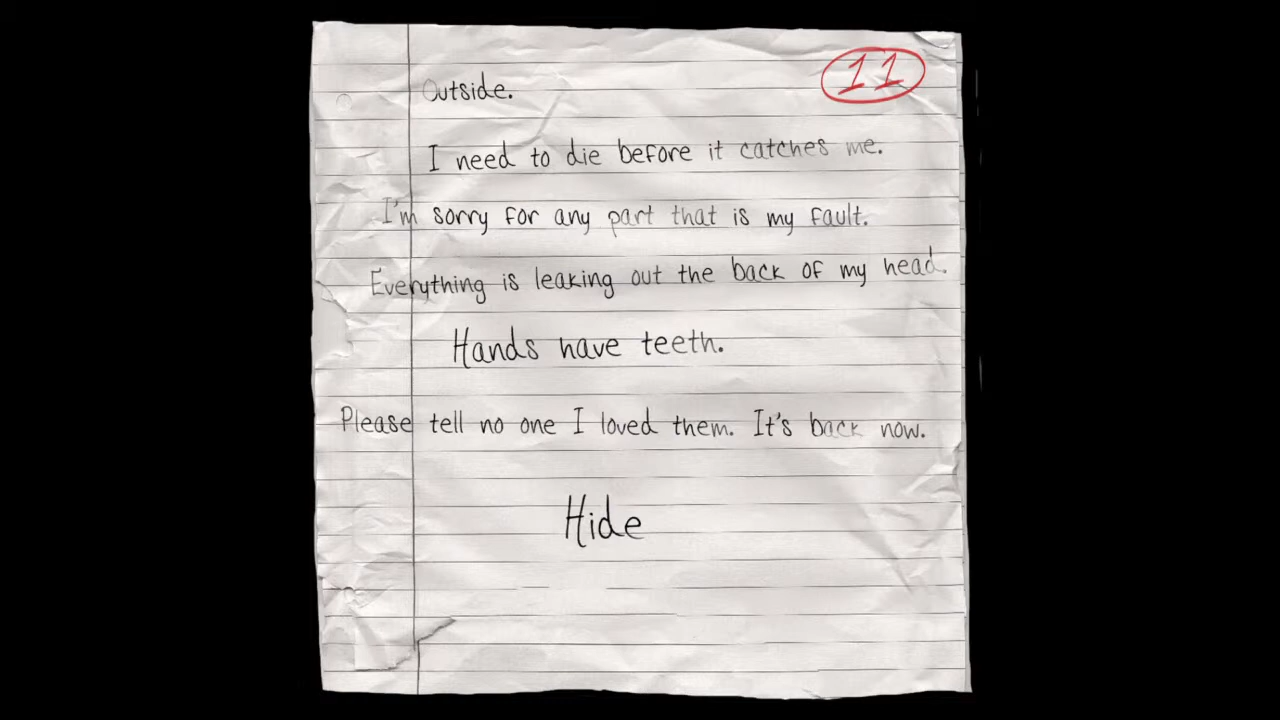 11
Outside.
I need to die before it catches me.
I'm sorry for any part that is my fault.
Everything is leaking out the back of my head.
Hands have teeth.
Please tell no one I loved them. It's back now.
Hide